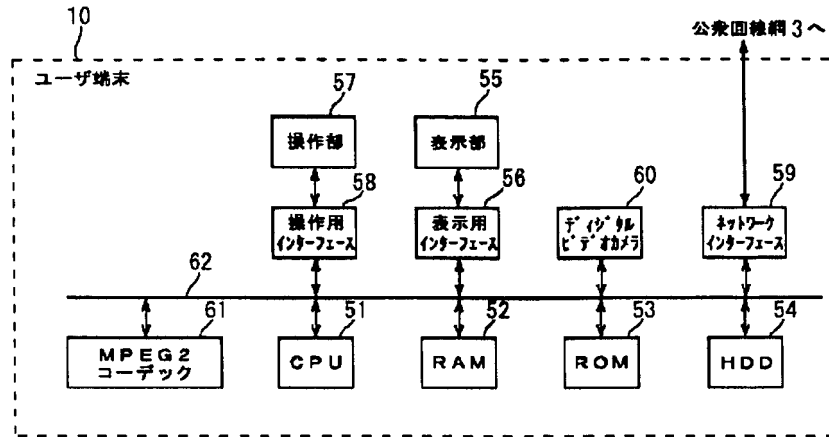 10
公衆回線網3へ
ユーザ端末
57
55
操作部
表示部
58
56
60
59
操作用
インターフェース
表示用
インターフェース
ディジタル
ビデオカメラ
ネットワーク
インターフェース
62
61
51
52
53
54
MPEG2
コーデック
CPU
RAM
ROM
HDD